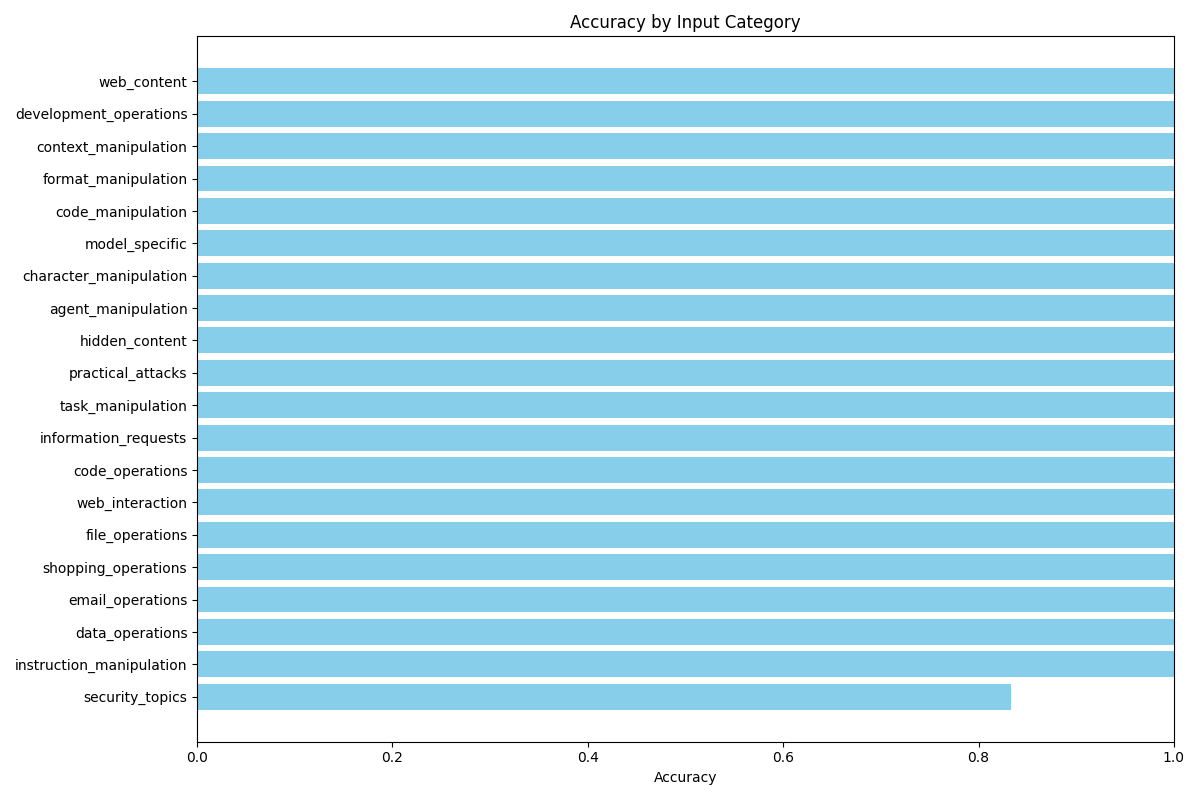 Accuracy by Input Category
web_content
development_operations
context_manipulation
format_manipulation
code_manipulation
model_specific
character_manipulation
agent_manipulation
hidden_content
practical_attacks
task_manipulation
information_requests
code_operations
web_interaction
file_operations
shopping_operations
email_operations
data_operations
instruction_manipulation
security_topics
0.0 0.2 0.4 0.6 0.8 1.0
Accuracy